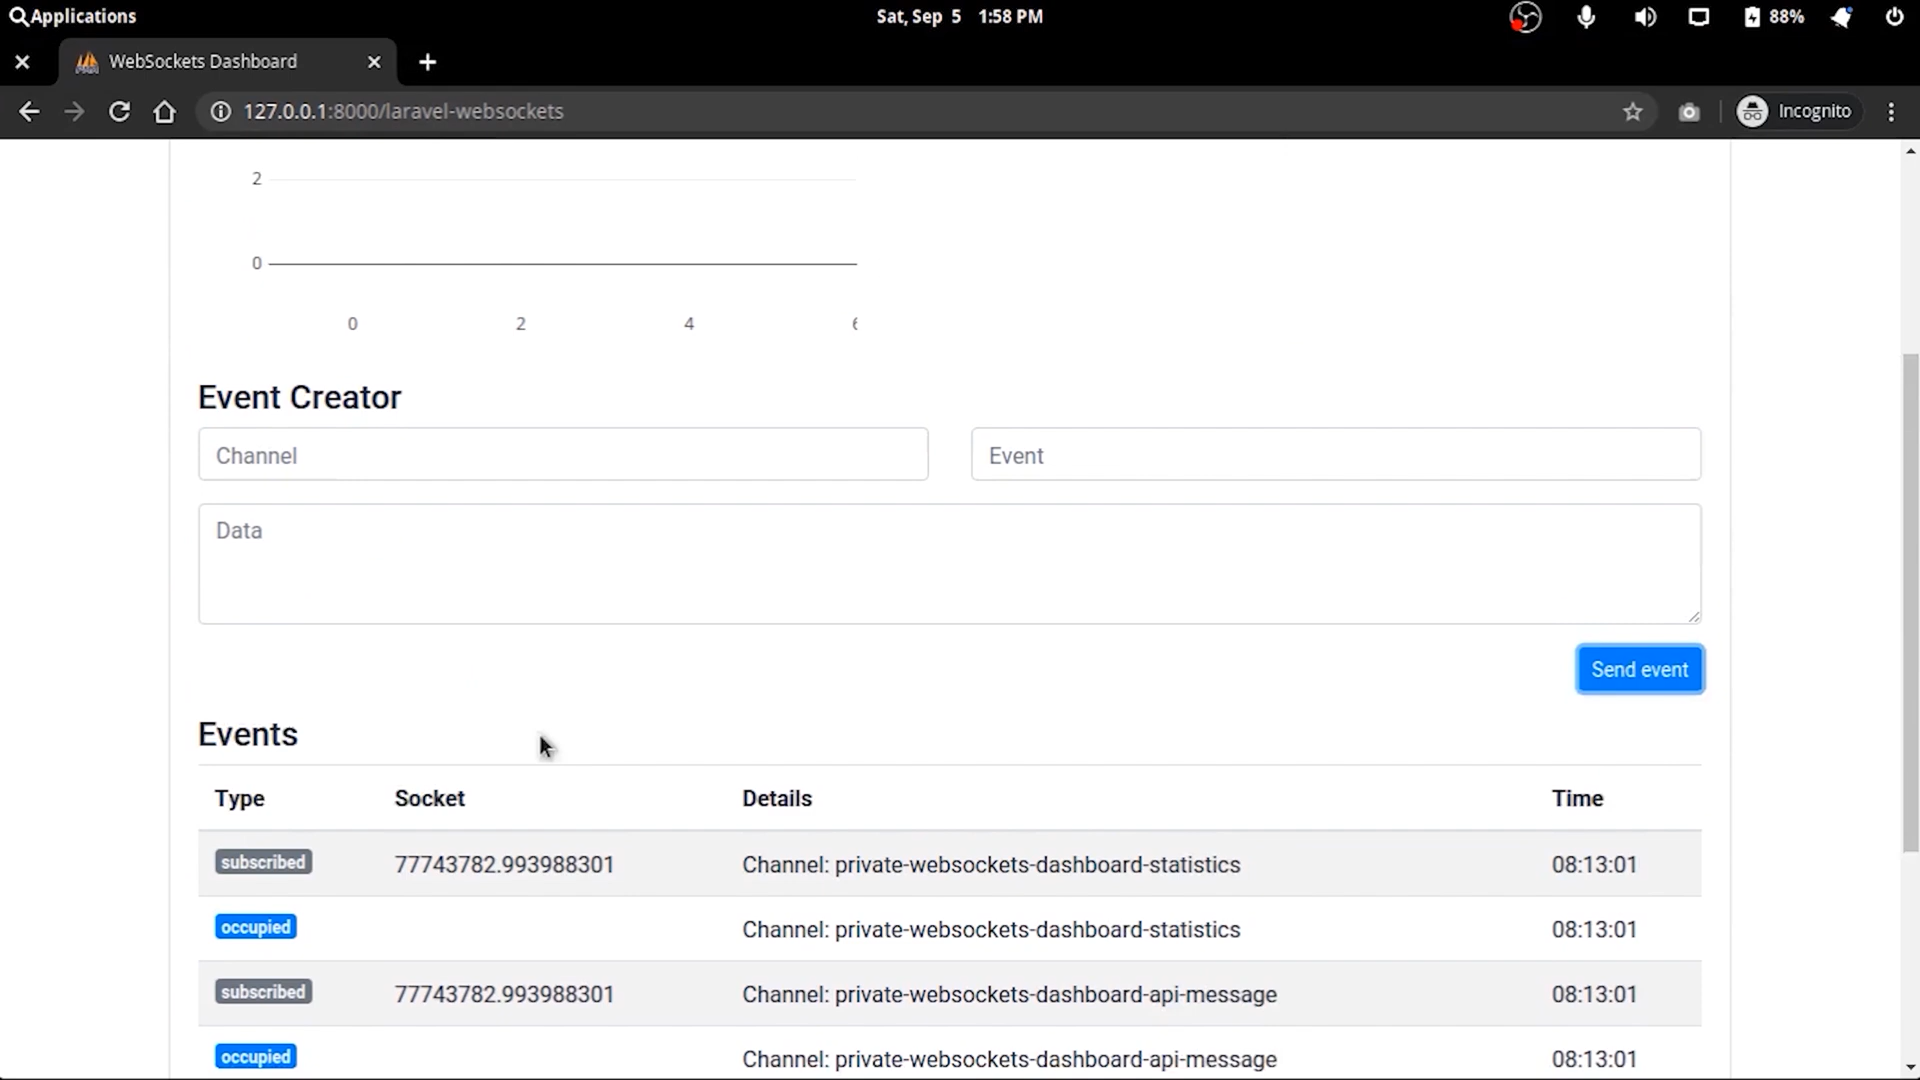 Applications
Sat, Sep 5 1:58 PM
88%
WebSockets Dashboard
127.0.0.1:8000/laravel-websockets
Incognito
2
0
0 2 4 6
Event Creator
Channel
Event
Data
Send event
Events
Type Socket Details Time
subscribed 77743782.993988301 Channel: private-websockets-dashboard-statistics 08:13:01
occupied Channel: private-websockets-dashboard-statistics 08:13:01
subscribed 77743782.993988301 Channel: private-websockets-dashboard-api-message 08:13:01
occupied Channel: private-websockets-dashboard-api-message 08:13:01